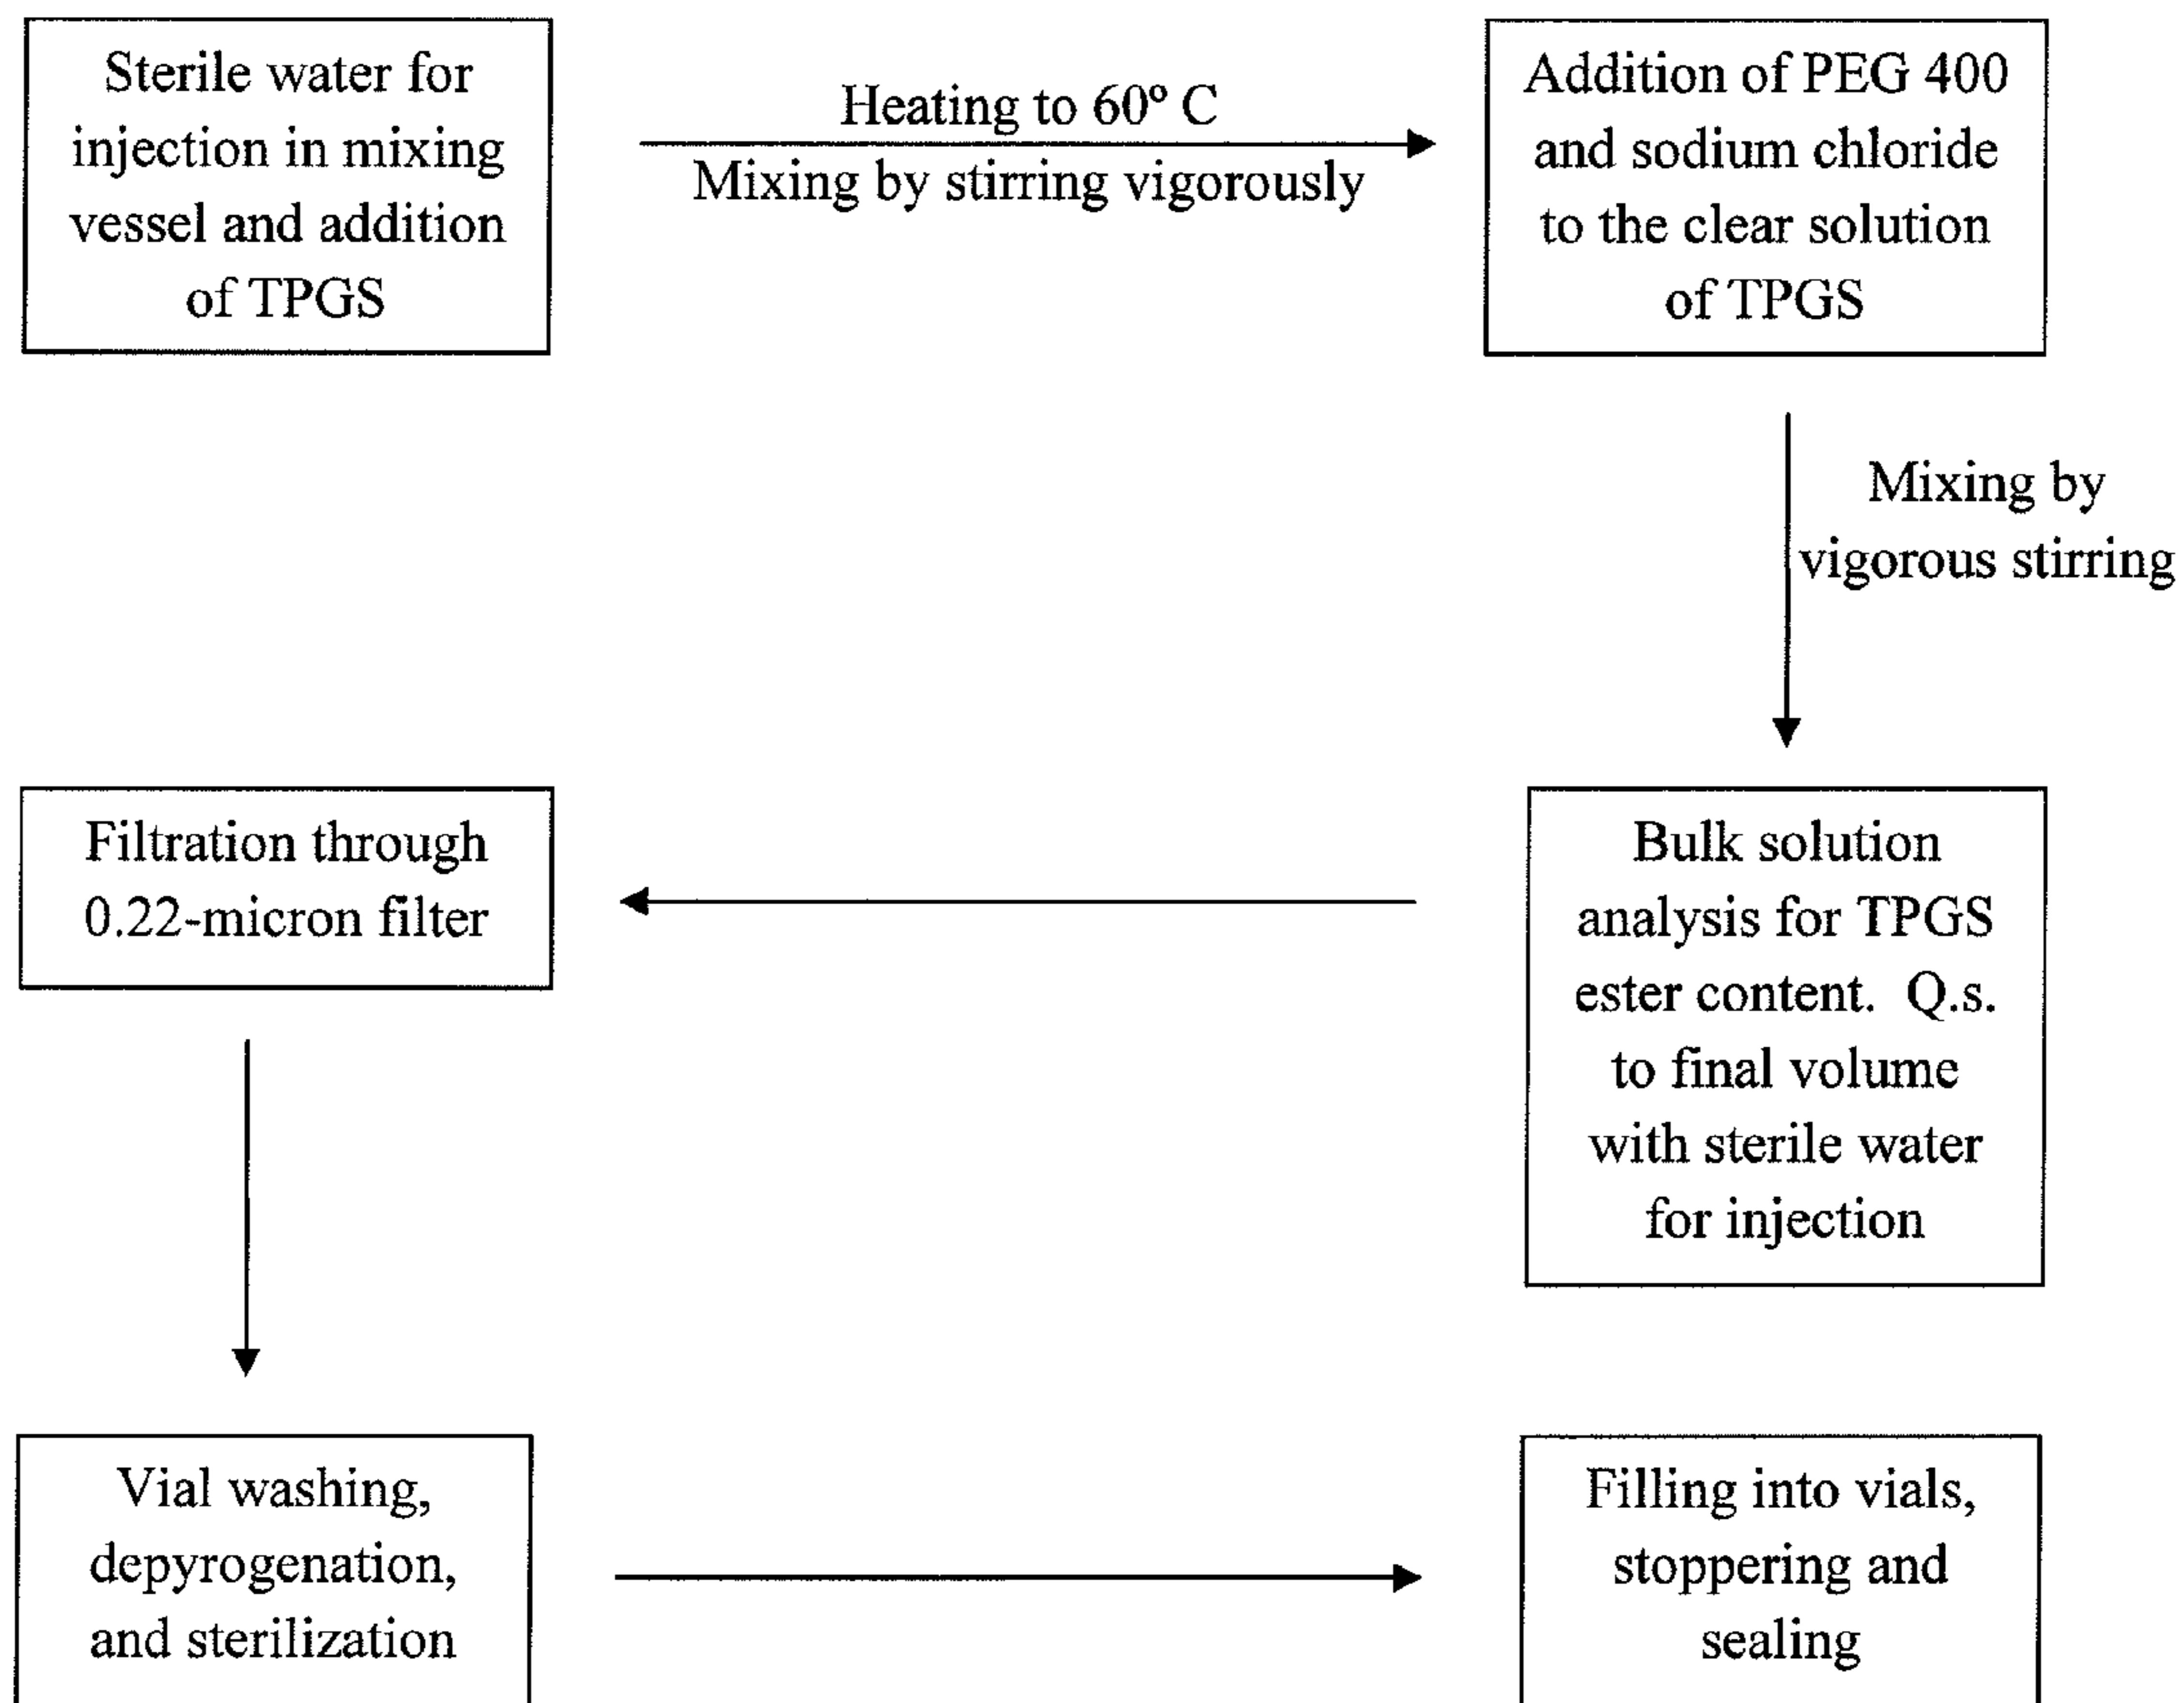 Sterile water for
injection in mixing
vessel and addition
of TPGS
Heating to 60º C
Mixing by stirring vigorously
Addition of PEG 400
and sodium chloride
to the clear solution
of TPGS
Mixing by
vigorous stirring
Bulk solution
analysis for TPGS
ester content.  Q.s.
to final volume
with sterile water
for injection
Filtration through
0.22-micron filter
Vial washing,
depyrogenation,
and sterilization
Filling into vials,
stoppering and
sealing